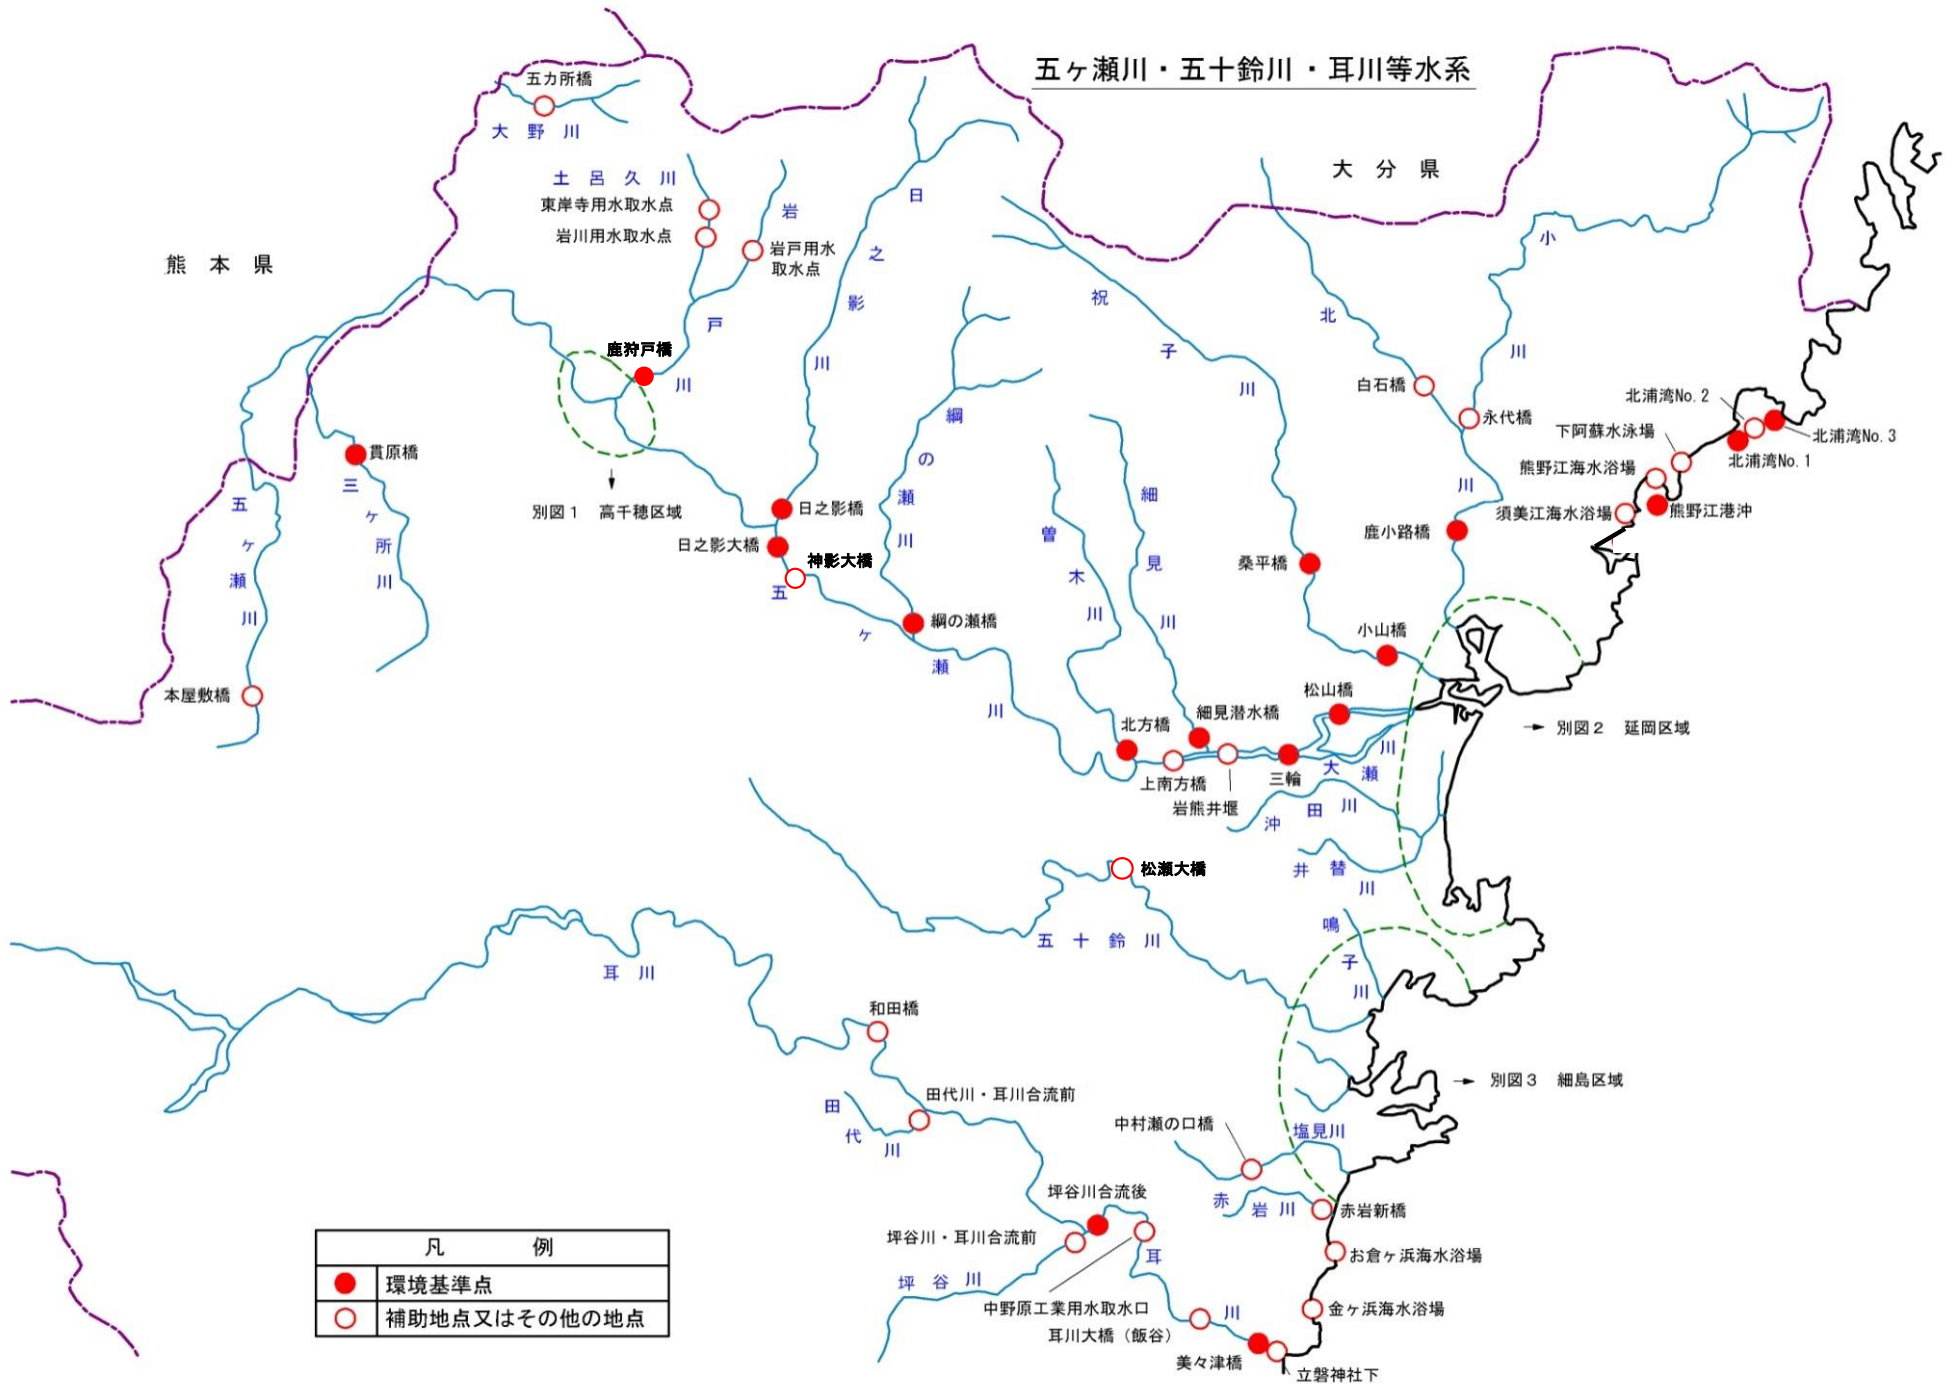 五ヶ瀬川・五十鈴川・耳川等水系
五カ所橋
大野川
土呂久川
東岸寺用水取水点
岩川用水取水点
岩戸用水
取水点
岩戸川
日之影川
大分県
熊本県
祝子川
北川
小川
鹿狩戸橋
白石橋
永代橋
北浦湾No.2
下阿蘇水泳場
北浦湾No.3
北浦湾No.1
熊野江海水浴場
須美江海水浴場
熊野江港沖
貫原橋
三ヶ所川
五ヶ瀬川
別図1 高千穂区域
綱の瀬川
日之影橋
日之影大橋
神影大橋
五ヶ瀬川
曽木川
細見川
鹿小路橋
桑平橋
綱の瀬橋
小山橋
本屋敷橋
松山橋
北方橋
細見潜水橋
別図2 延岡区域
上南方橋
三輪
大瀬川
岩熊井堰
沖田川
井替川
松瀬大橋
五十鈴川
鳴子川
耳川
和田橋
田代川・耳川合流前
田代川
別図3 細島区域
中村瀬の口橋
塩見川
坪谷川合流後
赤岩川
赤岩新橋
坪谷川・耳川合流前
お倉ヶ浜海水浴場
坪谷川
耳川
中野原工業用水取水口
金ヶ浜海水浴場
耳川大橋（飯谷）
美々津橋
立磐神社下
凡例
環境基準点
補助地点又はその他の地点